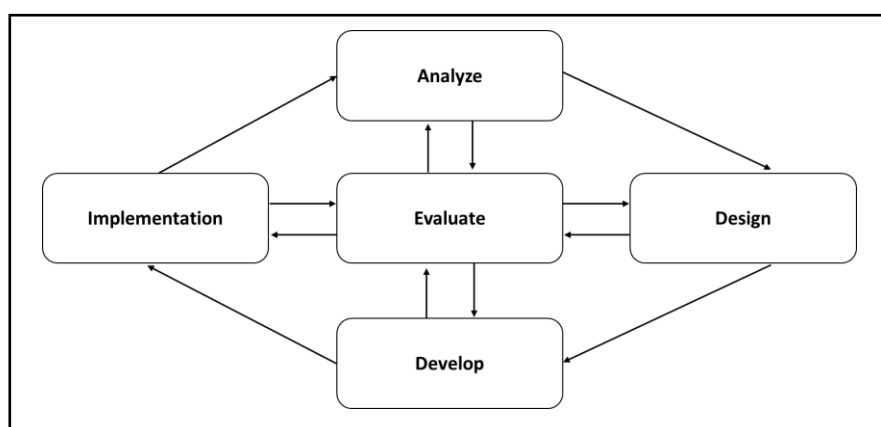 Analyze
Implementation
Evaluate
Design
Develop